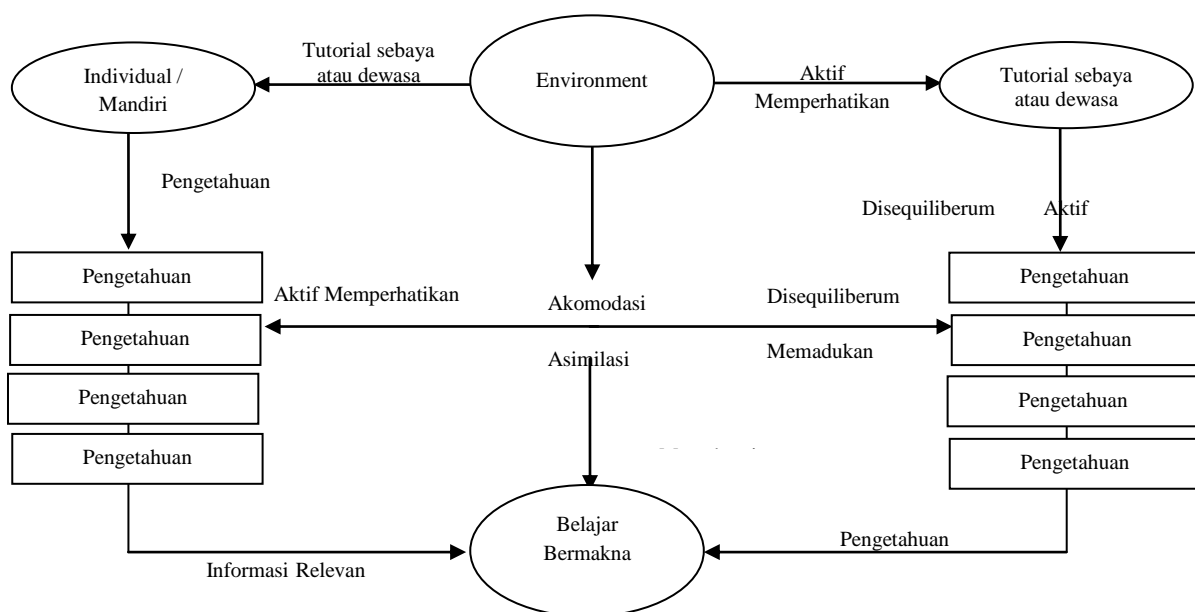 Tutorial sebaya
atau dewasa
Individual /
Mandiri
Environment
Aktif
Memperhatikan
Tutorial sebaya
atau dewasa
Pengetahuan
Disequiliberum Aktif
Pengetahuan
Pengetahuan
Pengetahuan
Pengetahuan
Aktif Memperhatikan
Akomodasi
Asimilasi
Disequiliberum
Memadukan
Pengetahuan
Pengetahuan
Pengetahuan
Pengetahuan
Belajar
Bermakna
Informasi Relevan
Pengetahuan